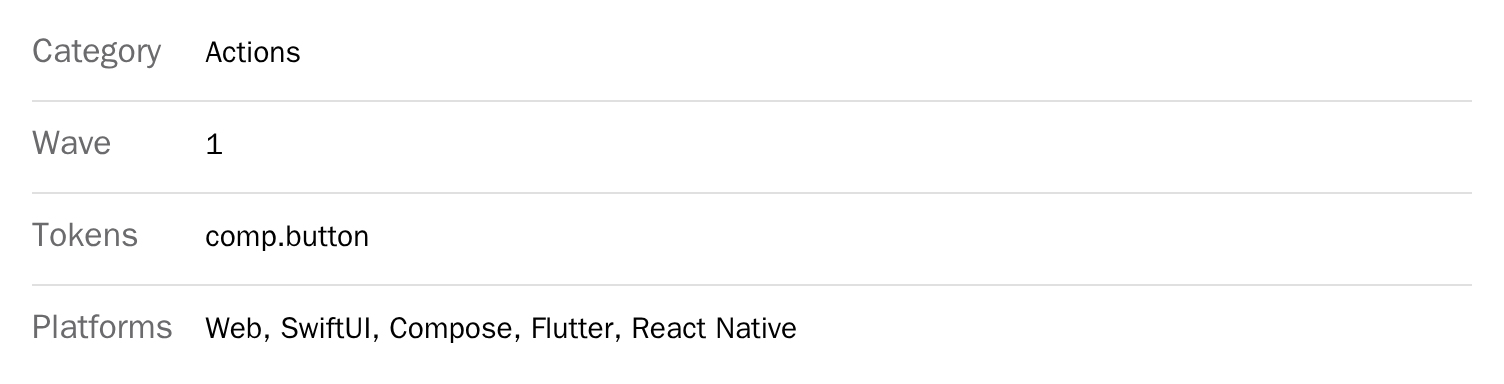 Category Actions
Wave 1
Tokens comp.button
Platforms Web, SwiftUI, Compose, Flutter, React Native